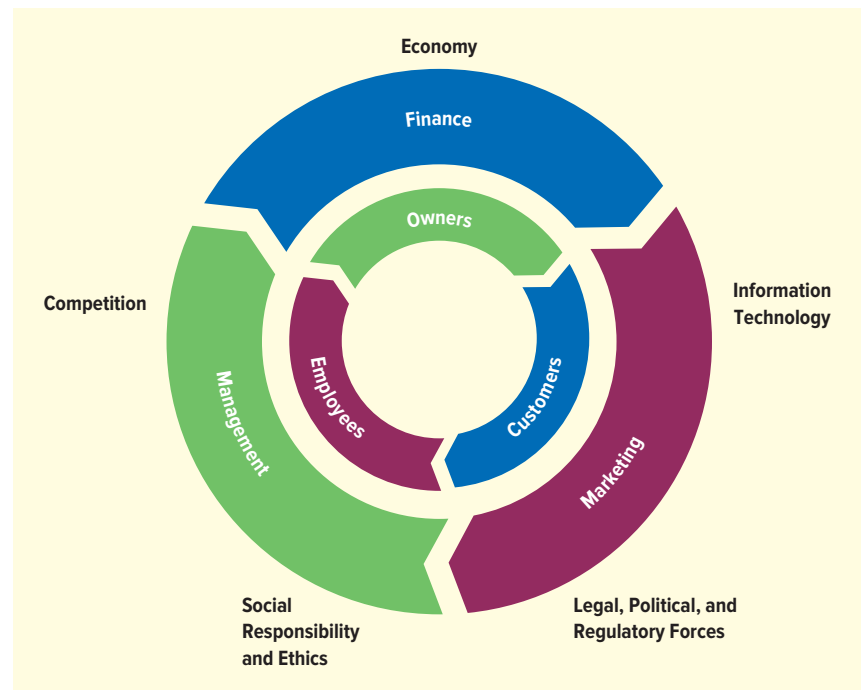 Economy
Finance
Owners
Competition
Information
Technology
Management
Employees
Customers
Marketing
Social
Responsibility
and Ethics
Legal, Political, and
Regulatory Forces